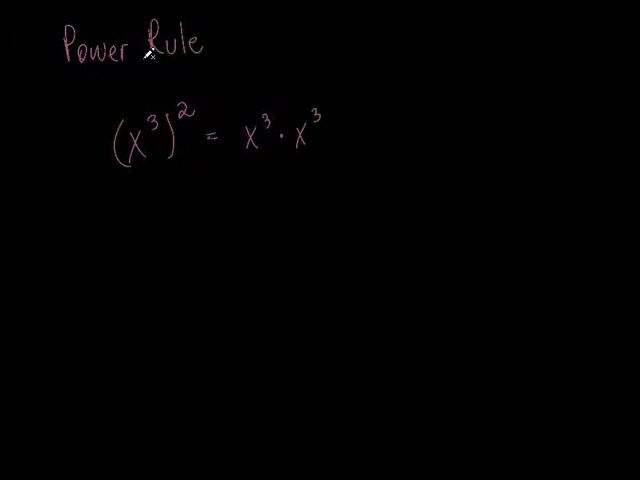 Power Rule
(x³)² = x³ · x³